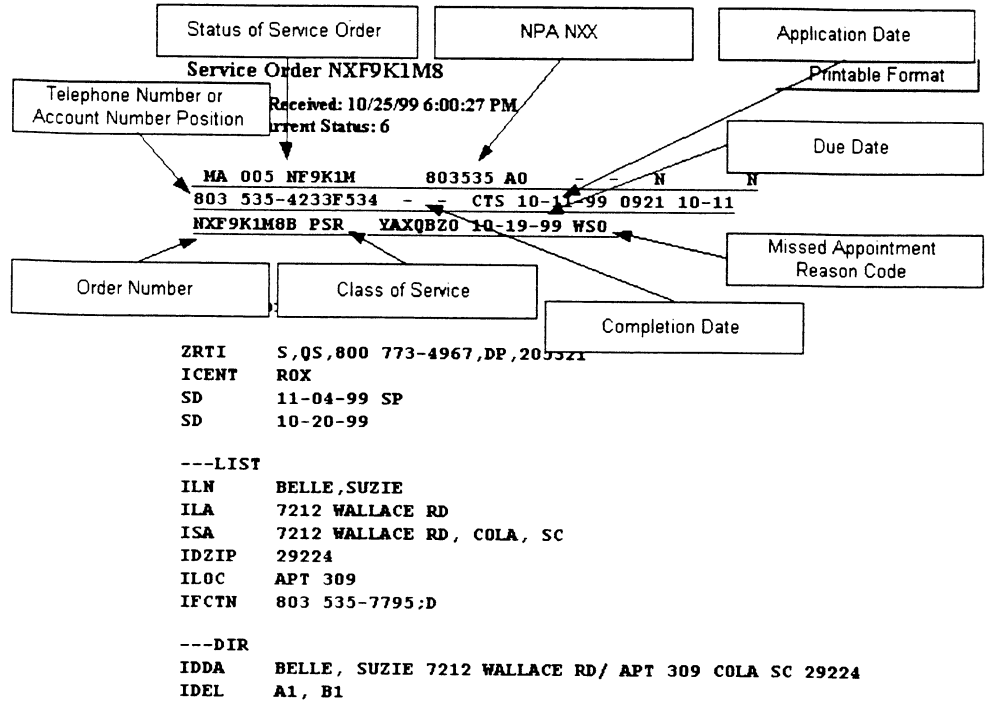 Status of Service Order
NPA NXX
Application Date
Service Order NXF9K1M8
Printable Format
Telephone Number or
Account Number Position
Received: 10/25/99 6:00:27 PM
rrent Status: 6
Due Date
MA 005 NF9K1M 803535 A0 - - N N
803 535-4233F534 - - CTS 10-11-99 0921 10-11
NXF9K1M8B PSR YAXQBZ0 10-19-99 WS0
Missed Appointment
Reason Code
Order Number
Class of Service
Completion Date
ZRTI S,QS,800 773-4967,DP,205321
ICENT ROX
SD 11-04-99 SP
SD 10-20-99
---LIST
ILN BELLE,SUZIE
ILA 7212 WALLACE RD
ISA 7212 WALLACE RD, COLA, SC
IDZIP 29224
ILOC APT 309
IFCTN 803 535-7795;D
---DIR
IDDA BELLE, SUZIE 7212 WALLACE RD/ APT 309 COLA SC 29224
IDEL A1, B1